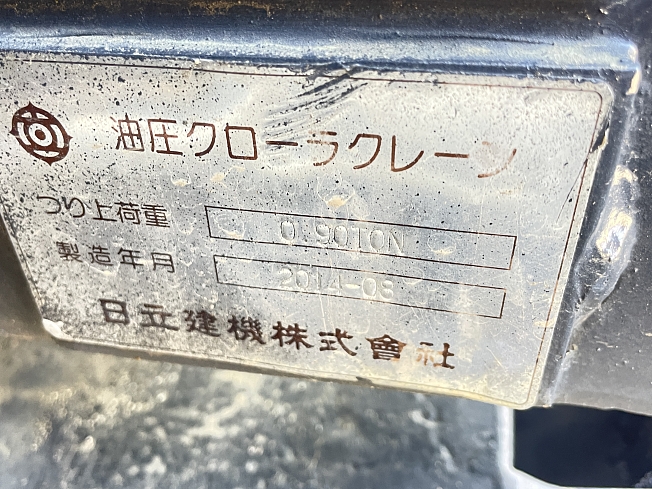 油圧クローラクレーン
つり上荷重 0.90TON
製造年月 2014-08
日立建機株式會社